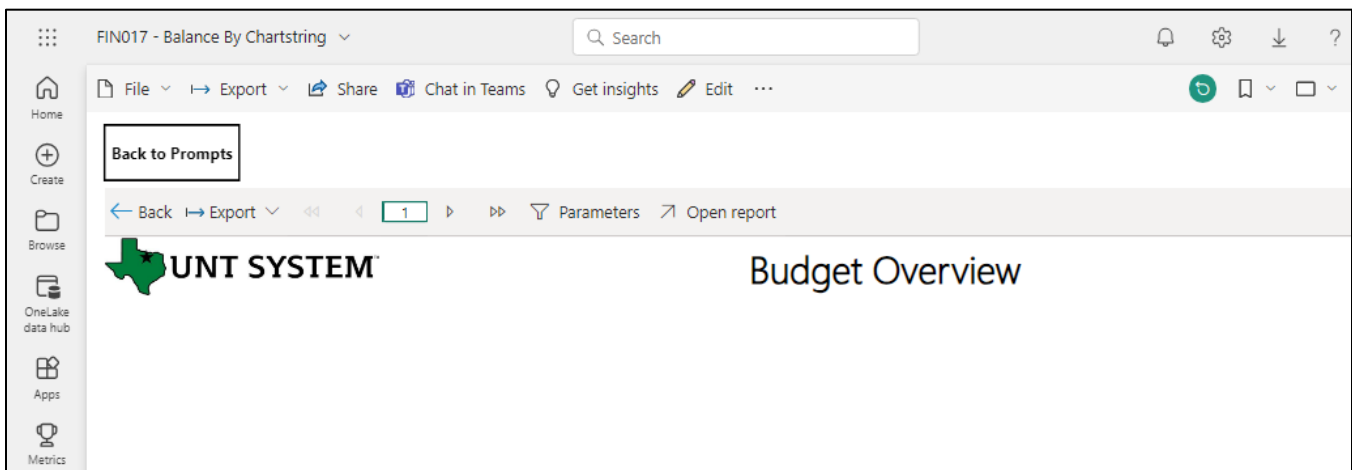 FIN017 - Balance By Chartstring
Search
?
File Export Share Chat in Teams Get insights Edit ...
Home
Back to Prompts
Create
Back Export 1 Parameters Open report
Browse
UNT SYSTEM™
Budget Overview
OneLake
data hub
Apps
Metrics